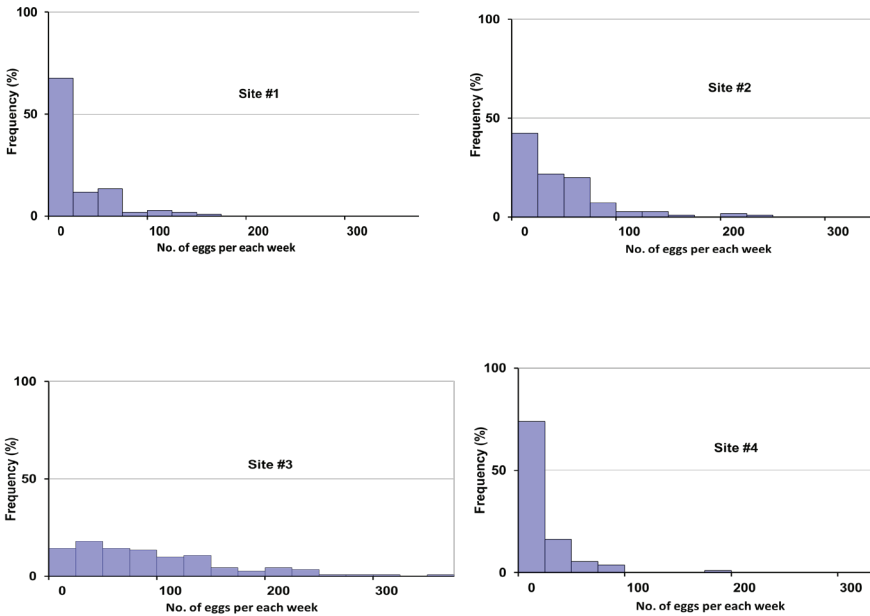 100
50
0
Frequency (%)
Site #1
0 100 200 300
No. of eggs per each week
100
50
0
Frequency (%)
Site #2
0 100 200 300
No. of eggs per each week
100
50
0
Frequency (%)
Site #3
0 100 200 300
No. of eggs per each week
100
50
0
Frequency (%)
Site #4
0 100 200 300
No. of eggs per each week